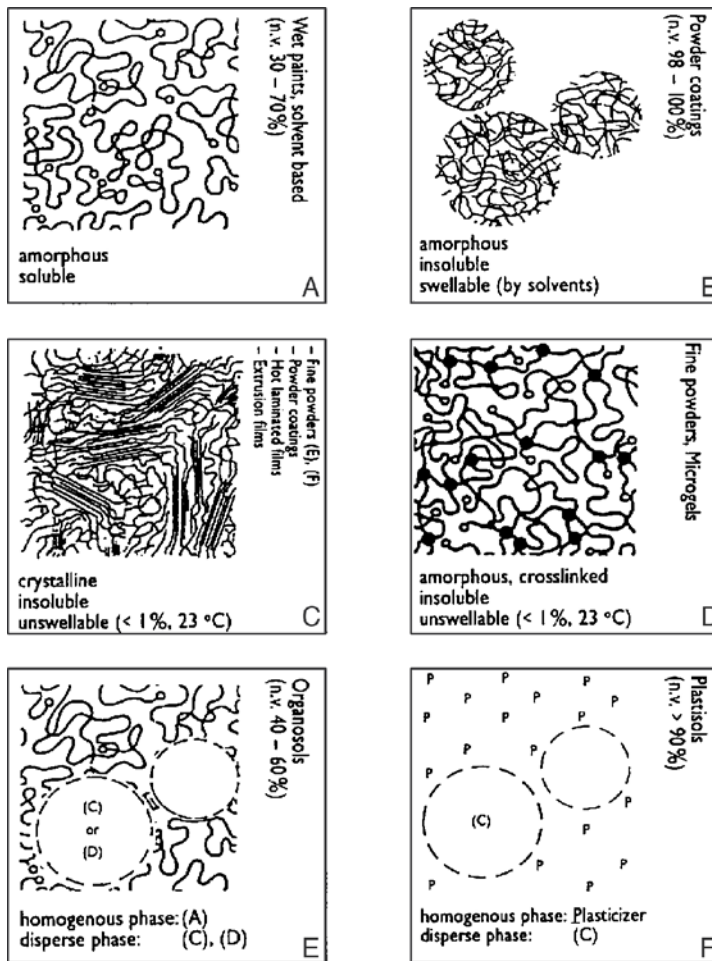 Wet paints, solvent based
(n.v. 30 – 70%)
amorphous
soluble
A
Powder coatings
(n.v. 98 – 100%)
amorphous
insoluble
swellable (by solvents)
B
– Fine powders (E), (F)
– Powder coatings
– Hot laminated films
– Extrusion films
crystalline
insoluble
unswellable (< 1%, 23 °C)
C
Fine powders, Microgels
amorphous, crosslinked
insoluble
unswellable (< 1%, 23 °C)
D
Organosols
(n.v. 40 – 60%)
(C)
or
(D)
homogenous phase: (A)
disperse phase: (C), (D)
E
Plastisols
(n.v. > 90%)
P P P
P P P
P P
P P
P
(C)
P
P
P P
P P
homogenous phase: Plasticizer
disperse phase: (C)
F